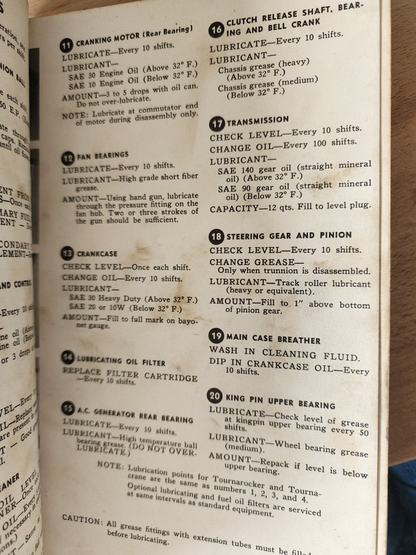 11 CRANKING MOTOR (Rear Bearing)
LUBRICATE—Every 10 shifts.
LUBRICANT—
SAE 30 Engine Oil (Above 32° F.)
SAE 10 Engine Oil (Below 32° F.)
AMOUNT—3 to 5 drops with oil can.
Do not over-lubricate.
NOTE: Lubricate at commutator end
of motor during disassembly only.
12 FAN BEARINGS
LUBRICATE—Every 10 shifts.
LUBRICANT—High grade short fiber
grease.
AMOUNT—Using hand gun, lubricate
through the pressure fitting on the
fan hub. Two or three strokes of
the gun should be sufficient.
13 CRANKCASE
CHECK LEVEL—Once each shift.
CHANGE OIL—Every 10 shifts.
LUBRICANT—
SAE 30 Heavy Duty (Above 32° F.)
SAE 20 or 10W (Below 32° F.)
AMOUNT—Fill to full mark on bayo-
net gauge.
14 LUBRICATING OIL FILTER
REPLACE FILTER CARTRIDGE
—Every 10 shifts.
15 A.C. GENERATOR REAR BEARING
LUBRICATE—Every 10 shifts.
LUBRICANT—High temperature ball
bearing grease. (DO NOT OVER-
LUBRICATE.)
16 CLUTCH RELEASE SHAFT, BEAR-
ING AND BELL CRANK
LUBRICATE—Every 10 shifts.
LUBRICANT—
Chassis grease (heavy)
(Above 32° F.)
Chassis grease (medium)
(Below 32° F.)
17 TRANSMISSION
CHECK LEVEL—Every 10 shifts.
CHANGE OIL—Every 100 shifts.
LUBRICANT—
SAE 140 gear oil (straight mineral
oil) (Above 32° F.)
SAE 90 gear oil (straight mineral
oil) (Below 32° F.)
CAPACITY—12 qts. Fill to level plug.
18 STEERING GEAR AND PINION
CHECK LEVEL—Every 10 shifts.
CHANGE GREASE—
Only when trunnion is disassembled.
LUBRICANT—Track roller lubricant
(heavy or equivalent).
AMOUNT—Fill to 1" above bottom
of pinion gear.
19 MAIN CASE BREATHER
WASH IN CLEANING FLUID.
DIP IN CRANKCASE OIL—Every
10 shifts.
20 KING PIN UPPER BEARING
LUBRICATE—Check level of grease
at kingpin upper bearing every 50
shifts.
LUBRICANT—Wheel bearing grease
(medium).
AMOUNT—Repack if level is below
upper bearing.
NOTE: Lubrication points for Tournarocker and Tourna-
crane are the same as numbers 1, 2, 3, and 4.
Optional lubricating and fuel oil filters are serviced
at same intervals as standard equipment.
CAUTION: All grease fittings with extension tubes must be
before lubricating.